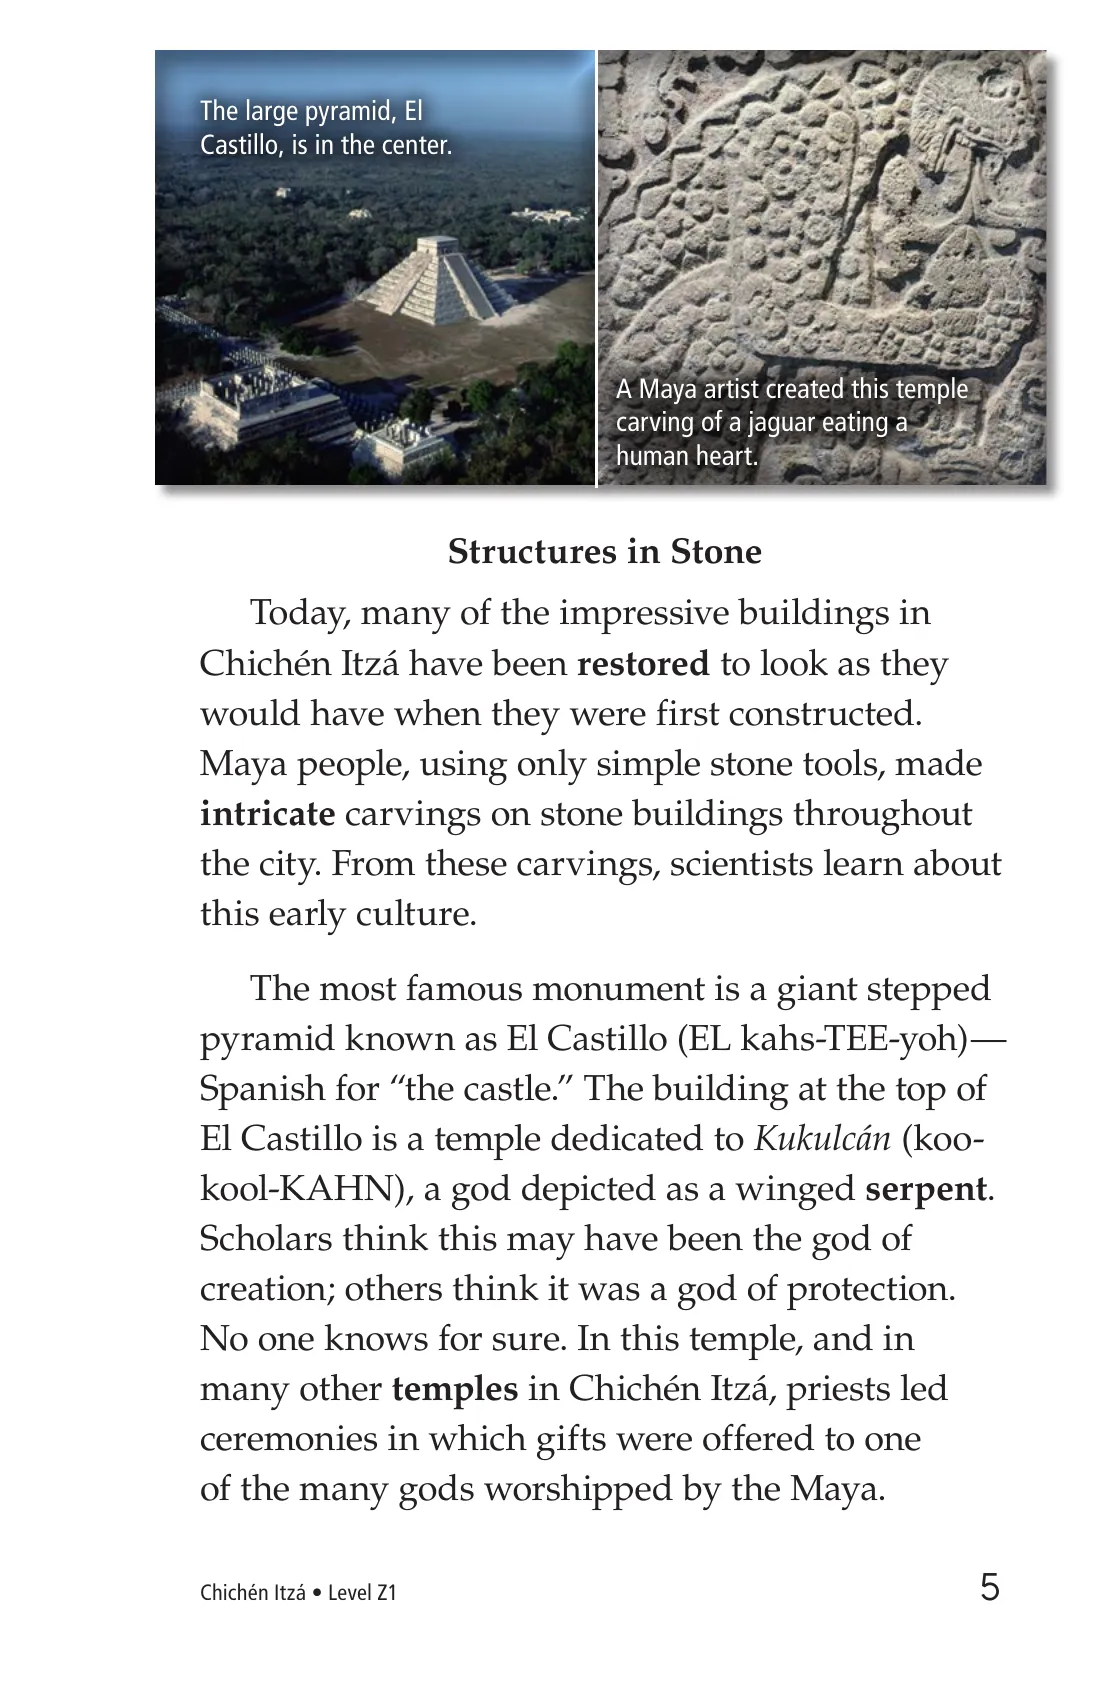 The large pyramid, El
Castillo, is in the center.
A Maya artist created this temple
carving of a jaguar eating a
human heart.
Structures in Stone
Today, many of the impressive buildings in
Chichén Itzá have been restored to look as they
would have when they were first constructed.
Maya people, using only simple stone tools, made
intricate carvings on stone buildings throughout
the city. From these carvings, scientists learn about
this early culture.
The most famous monument is a giant stepped
pyramid known as El Castillo (EL kahs-TEE-yoh)—
Spanish for “the castle.” The building at the top of
El Castillo is a temple dedicated to Kukulcán (koo-
kool-KAHN), a god depicted as a winged serpent.
Scholars think this may have been the god of
creation; others think it was a god of protection.
No one knows for sure. In this temple, and in
many other temples in Chichén Itzá, priests led
ceremonies in which gifts were offered to one
of the many gods worshipped by the Maya.
Chichén Itzá • Level Z1
5